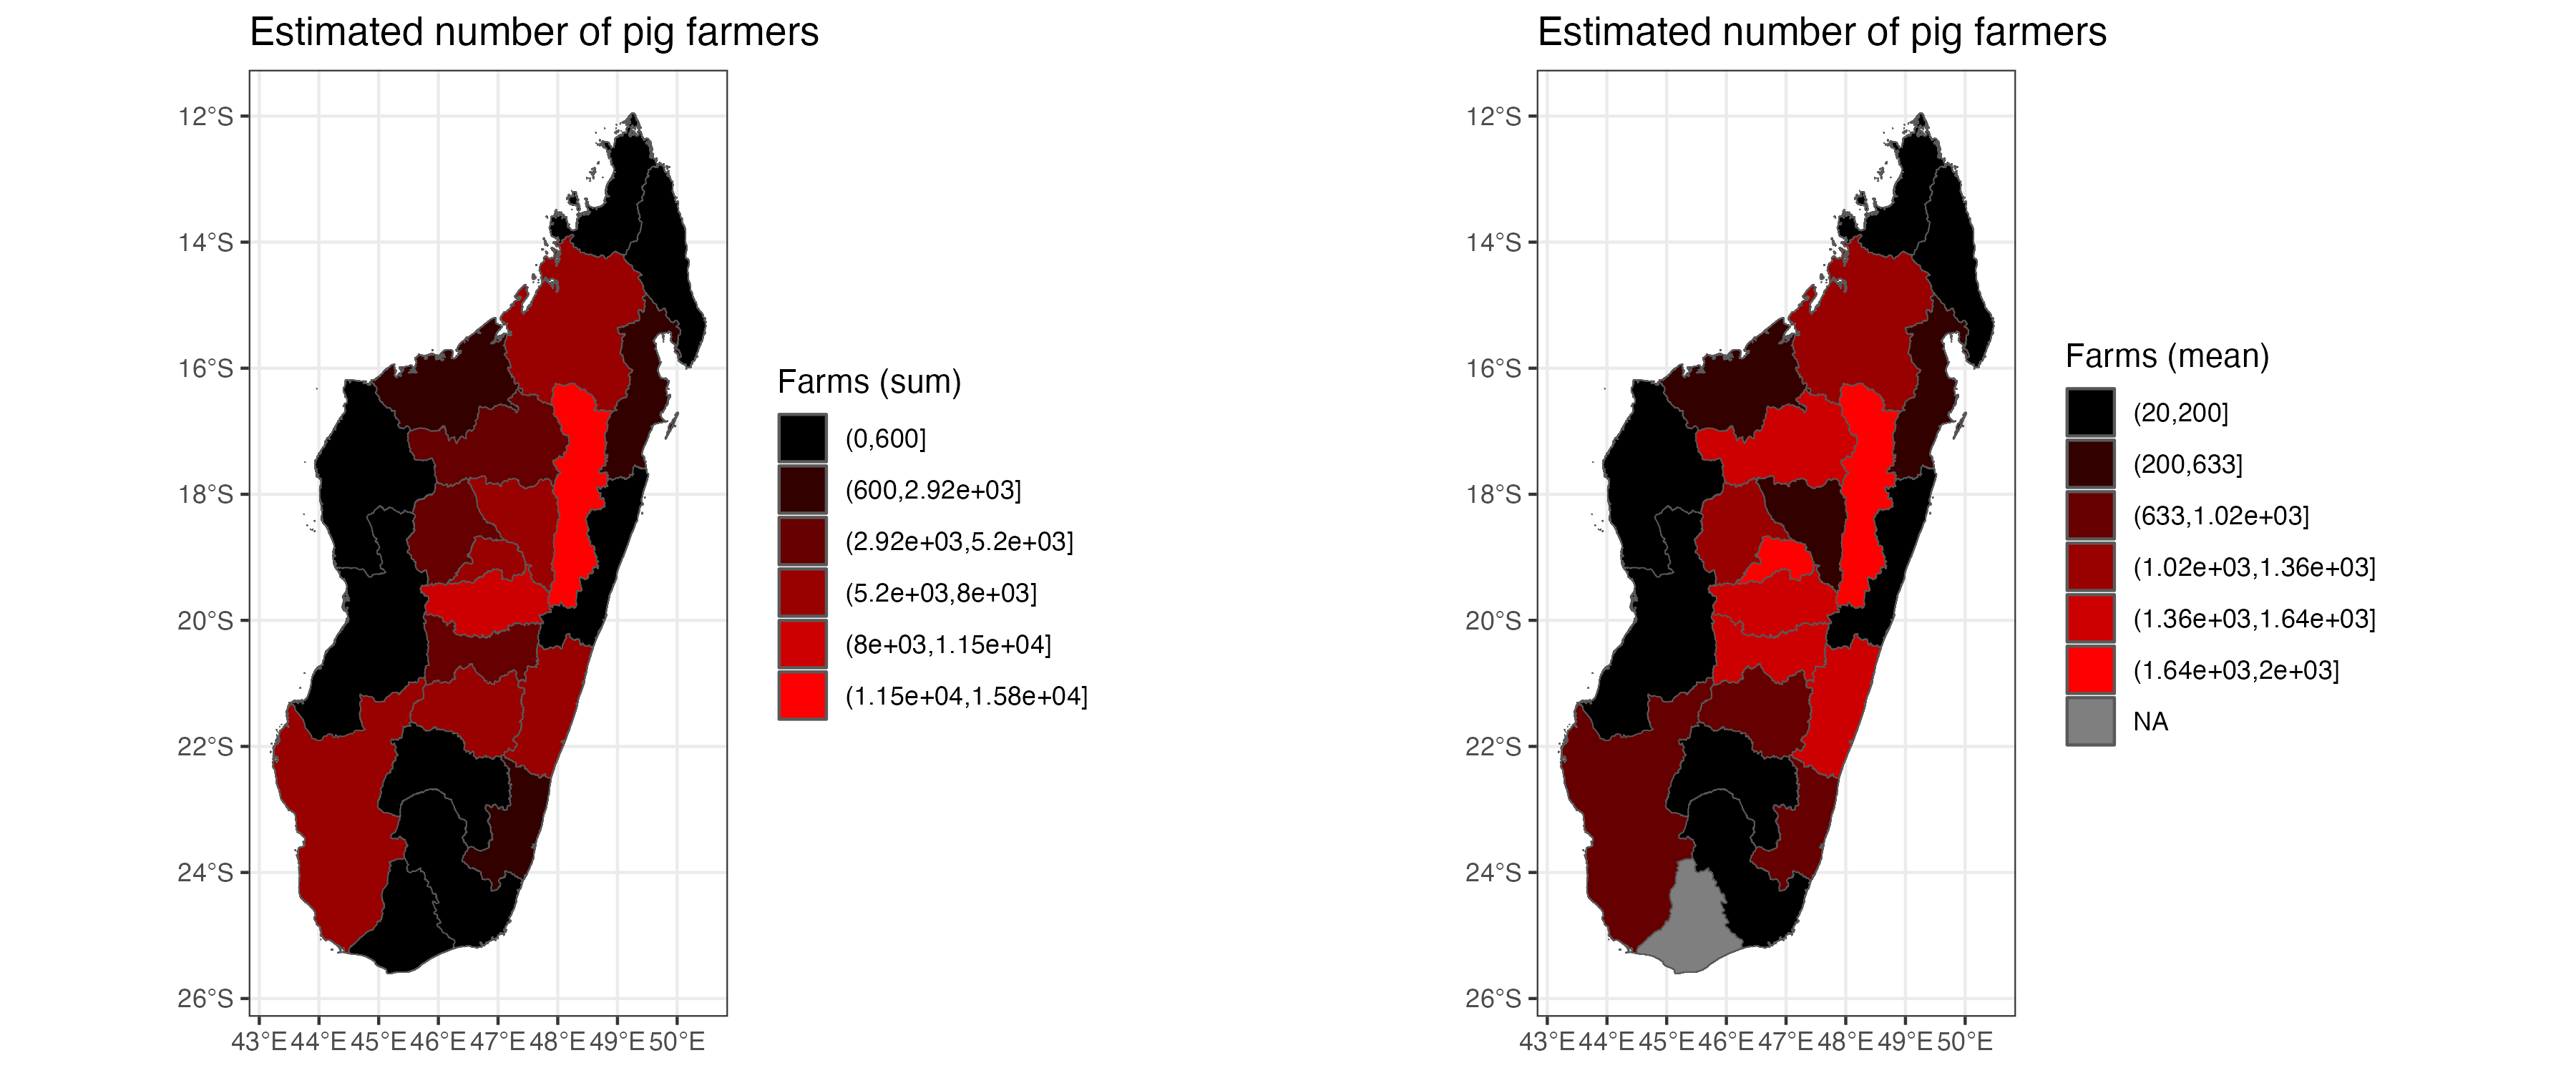 Estimated number of pig farmers
12°S
14°S
16°S
18°S
20°S
22°S
24°S
26°S
43°E 44°E 45°E 46°E 47°E 48°E 49°E 50°E
Farms (sum)
(0,600]
(600,2.92e+03]
(2.92e+03,5.2e+03]
(5.2e+03,8e+03]
(8e+03,1.15e+04]
(1.15e+04,1.58e+04]
Estimated number of pig farmers
12°S
14°S
16°S
18°S
20°S
22°S
24°S
26°S
43°E 44°E 45°E 46°E 47°E 48°E 49°E 50°E
Farms (mean)
(20,200]
(200,633]
(633,1.02e+03]
(1.02e+03,1.36e+03]
(1.36e+03,1.64e+03]
(1.64e+03,2e+03]
NA